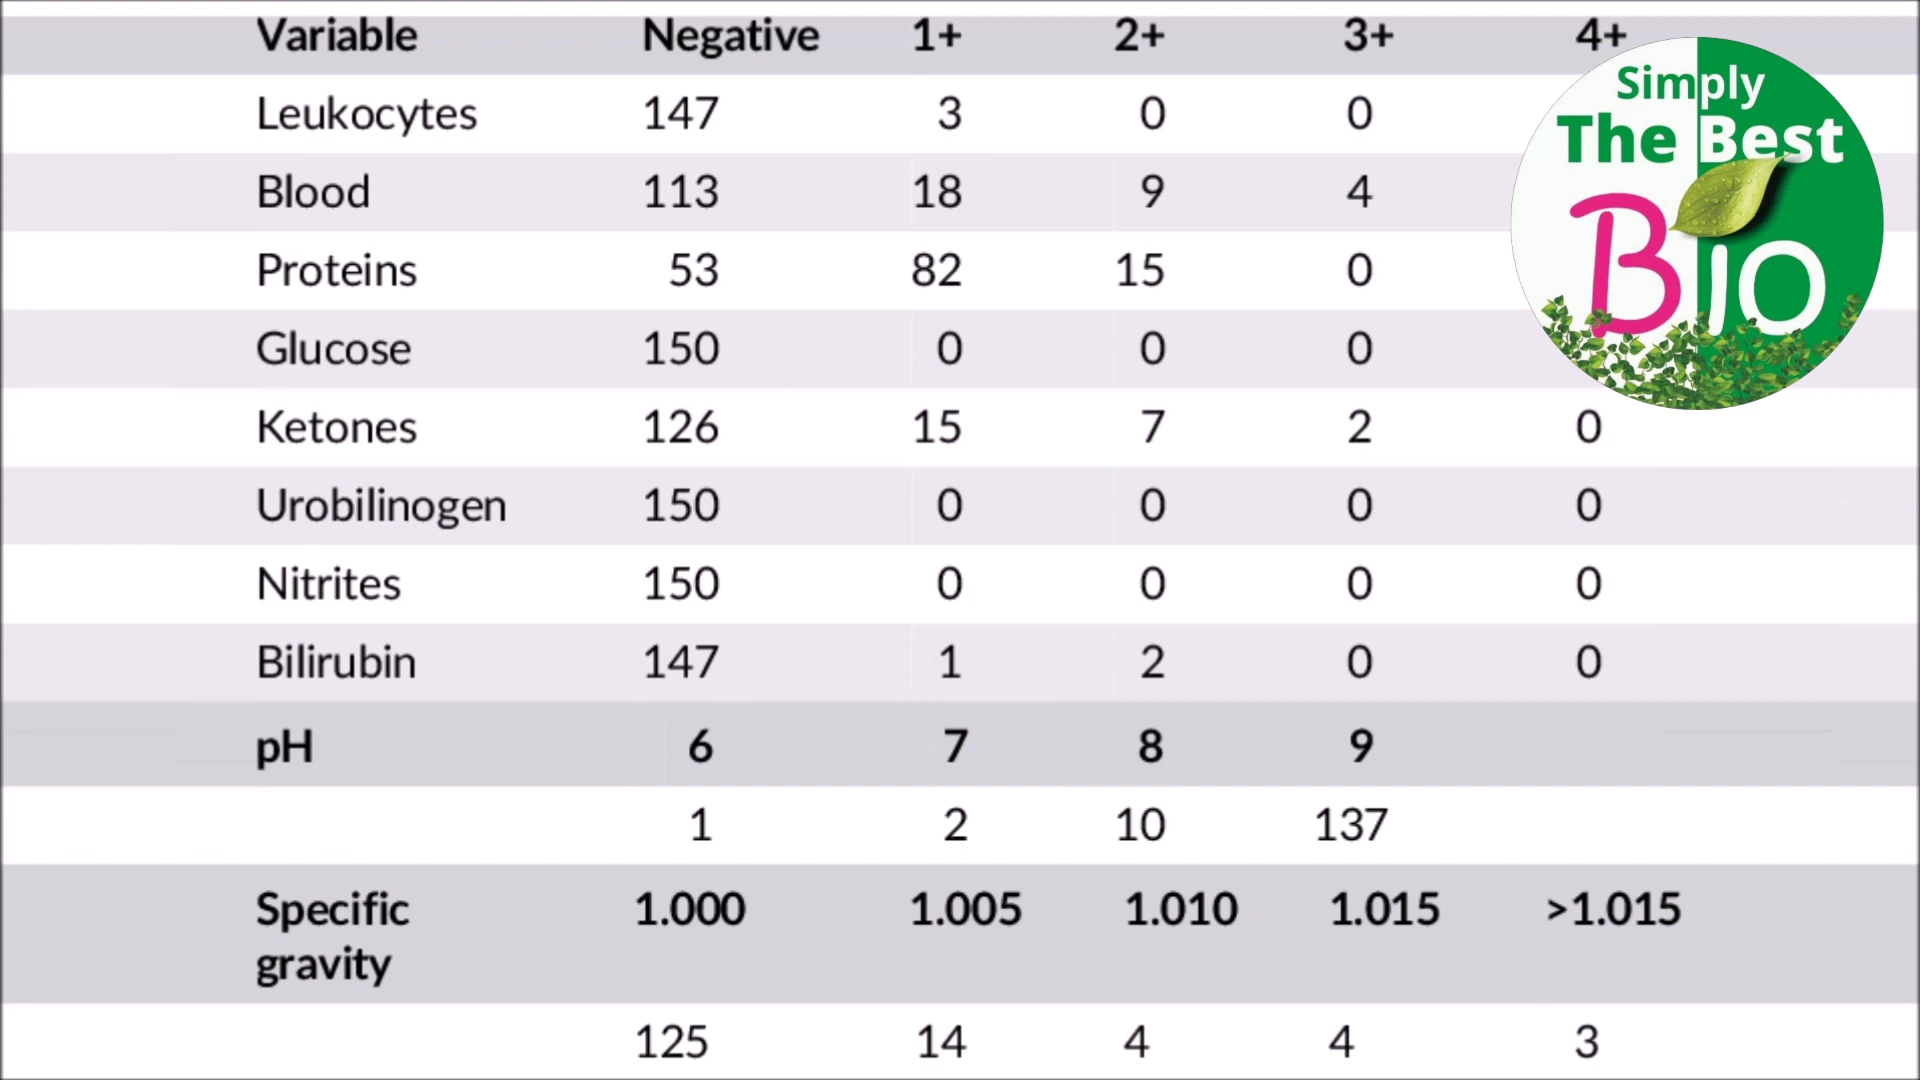 Variable Negative 1+ 2+ 3+ 4+
Leukocytes 147 3 0 0
Blood 113 18 9 4
Proteins 53 82 15 0
Glucose 150 0 0 0
Ketones 126 15 7 2 0
Urobilinogen 150 0 0 0 0
Nitrites 150 0 0 0 0
Bilirubin 147 1 2 0 0
pH 6 7 8 9
1 2 10 137
Specific gravity 1.000 1.005 1.010 1.015 >1.015
125 14 4 4 3
Simply
The Best
BIO